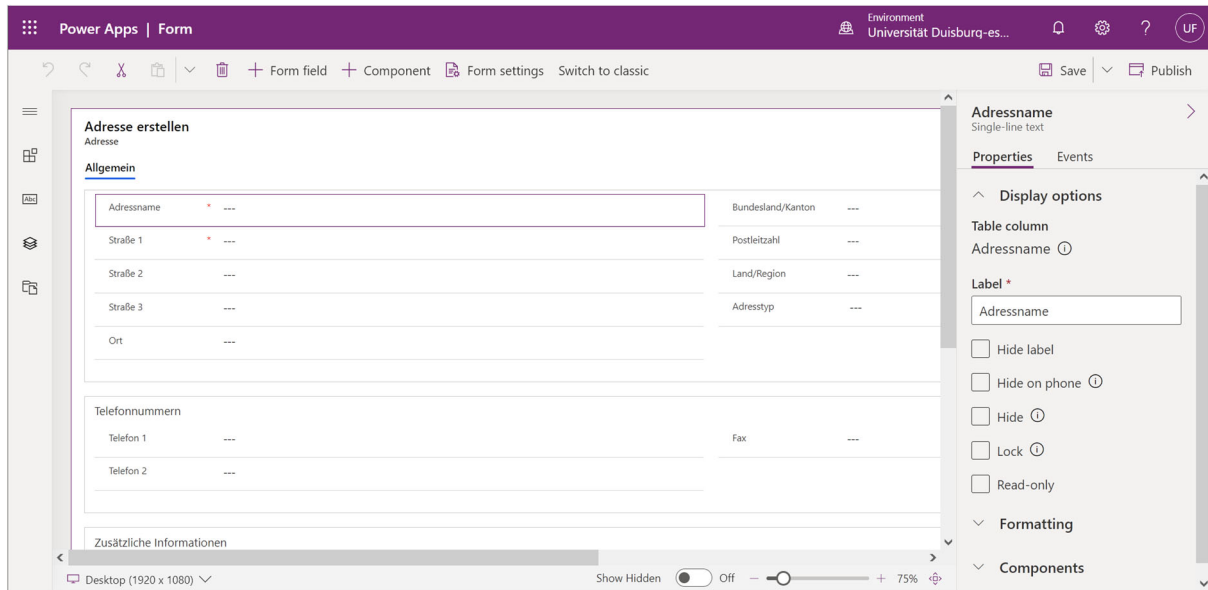 Power Apps | Form
Environment
Universität Duisburg-es...
UF
Form field
Component
Form settings
Switch to classic
Save
Publish
Adresse erstellen
Adresse
Allgemein
Adressname * ---
Straße 1 * ---
Straße 2 ---
Straße 3 ---
Ort ---
Bundesland/Kanton ---
Postleitzahl ---
Land/Region ---
Adresstyp ---
Telefonnummern
Telefon 1 ---
Telefon 2 ---
Fax ---
Zusätzliche Informationen
Desktop (1920 x 1080)
Show Hidden Off
75%
Abc
Adressname
Single-line text
Properties Events
Display options
Table column
Adressname
Label *
Adressname
Hide label
Hide on phone
Hide
Lock
Read-only
Formatting
Components